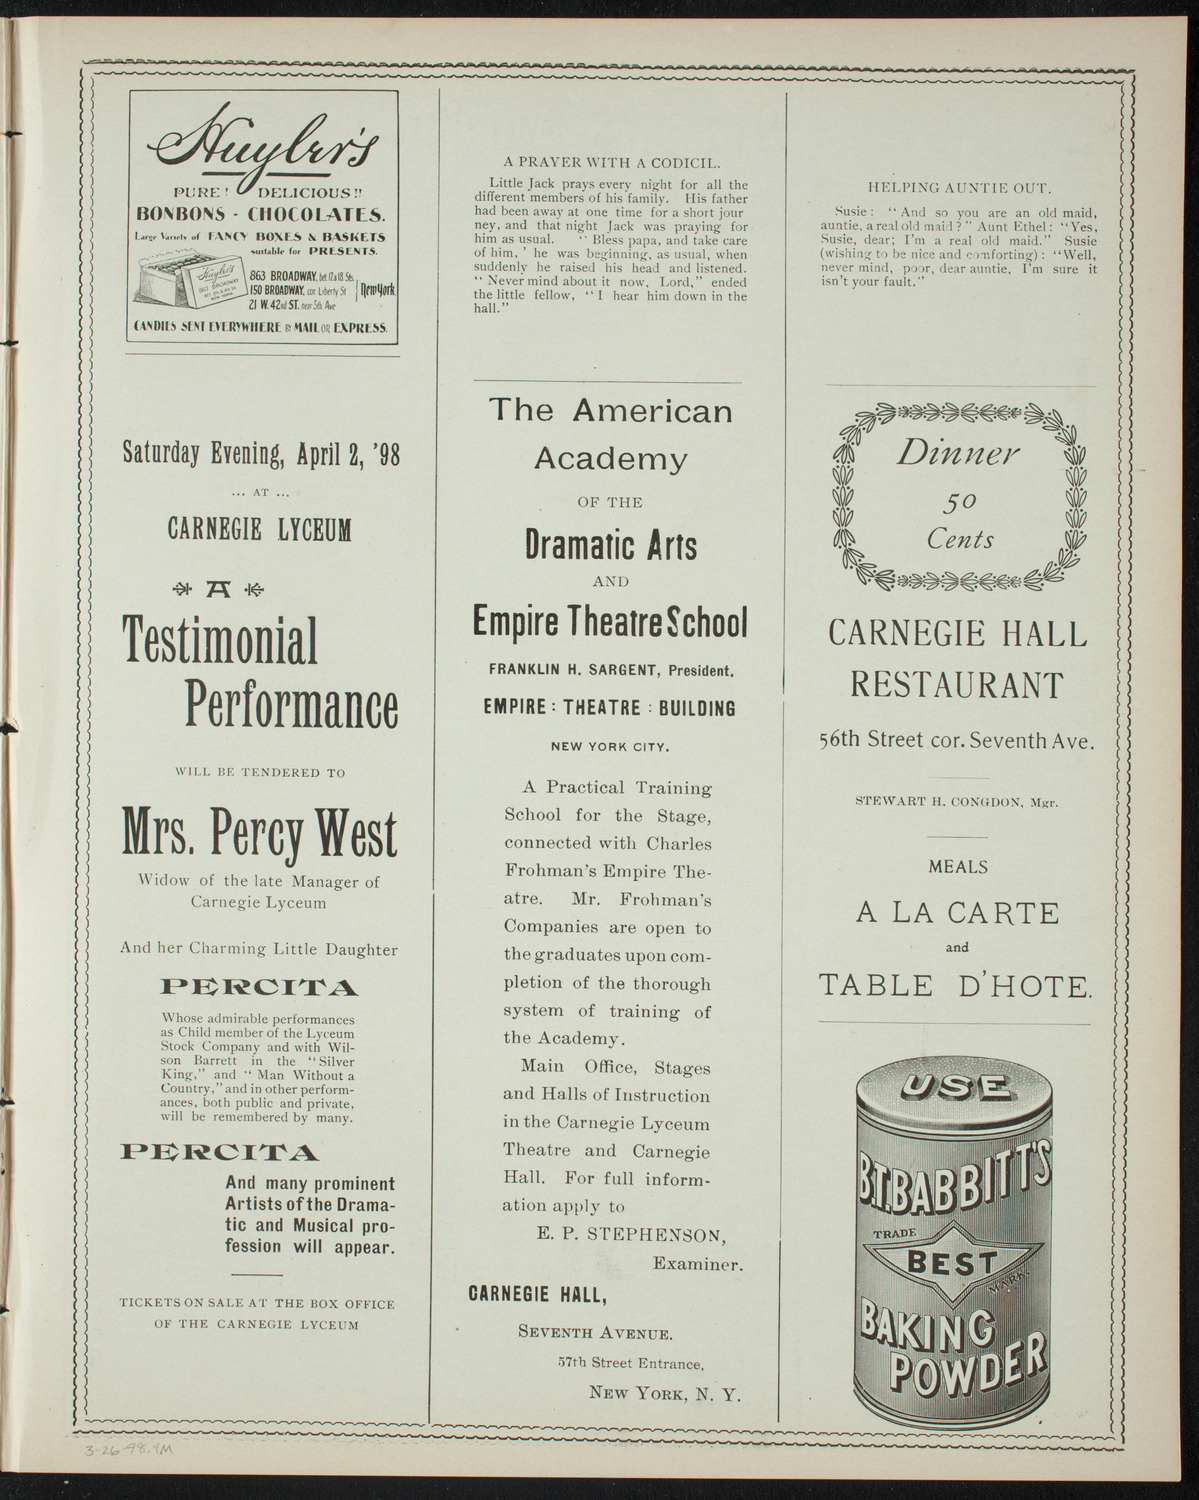 Huyler's
PURE! DELICIOUS!!
BONBONS - CHOCOLATES.
Large Variety of FANCY BOXES & BASKETS
suitable for PRESENTS.
Huyler's
863 BROADWAY
NEW YORK
863 BROADWAY, bet. 17 & 18 Sts.
150 BROADWAY, cor. Liberty St
21 W. 42nd ST. near 5th Ave
New York
CANDIES SENT EVERYWHERE BY MAIL OR EXPRESS.
Saturday Evening, April 2, '98
... AT ...
CARNEGIE LYCEUM
A
Testimonial
Performance
WILL BE TENDERED TO
Mrs. Percy West
Widow of the late Manager of
Carnegie Lyceum
And her Charming Little Daughter
PERCITA
Whose admirable performances
as Child member of the Lyceum
Stock Company and with Wil-
son Barrett in the "Silver
King," and "Man Without a
Country," and in other perform-
ances, both public and private,
will be remembered by many.
PERCITA
And many prominent
Artists of the Drama-
tic and Musical pro-
fession will appear.
TICKETS ON SALE AT THE BOX OFFICE
OF THE CARNEGIE LYCEUM
3-26-98.4M
A PRAYER WITH A CODICIL.
Little Jack prays every night for all the
different members of his family. His father
had been away at one time for a short jour
ney, and that night Jack was praying for
him as usual. "Bless papa, and take care
of him, ' he was beginning, as usual, when
suddenly he raised his head and listened.
"Never mind about it now, Lord," ended
the little fellow, "I hear him down in the
hall."
The American
Academy
OF THE
Dramatic Arts
AND
Empire Theatre School
FRANKLIN H. SARGENT, President.
EMPIRE : THEATRE : BUILDING
NEW YORK CITY.
A Practical Training
School for the Stage,
connected with Charles
Frohman's Empire The-
atre. Mr. Frohman's
Companies are open to
the graduates upon com-
pletion of the thorough
system of training of
the Academy.
Main Office, Stages
and Halls of Instruction
in the Carnegie Lyceum
Theatre and Carnegie
Hall. For full inform-
ation apply to
E. P. STEPHENSON,
Examiner.
CARNEGIE HALL,
SEVENTH AVENUE.
57th Street Entrance,
NEW YORK, N. Y.
HELPING AUNTIE OUT.
Susie: "And so you are an old maid,
auntie, a real old maid?" Aunt Ethel: "Yes,
Susie, dear; I'm a real old maid." Susie
(wishing to be nice and comforting): "Well,
never mind, poor, dear auntie, I'm sure it
isn't your fault."
Dinner
50
Cents
CARNEGIE HALL
RESTAURANT
56th Street cor. Seventh Ave.
STEWART H. CONGDON, Mgr.
MEALS
A LA CARTE
and
TABLE D'HOTE.
USE
B.T. BABBITT'S
TRADE
BEST
MARK.
BAKING
POWDER